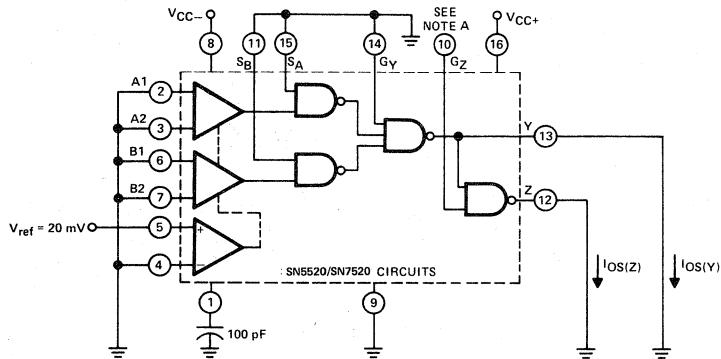 VCC− SEE NOTE A VCC+
8 11 15 14 10 16
SB SA GY GZ
A1 2
A2 3
B1 6
B2 7
Vref = 20 mV 5 +
4 −
Y 13
Z 12
SN5520/SN7520 CIRCUITS
IOS(Z) IOS(Y)
1 9
100 pF